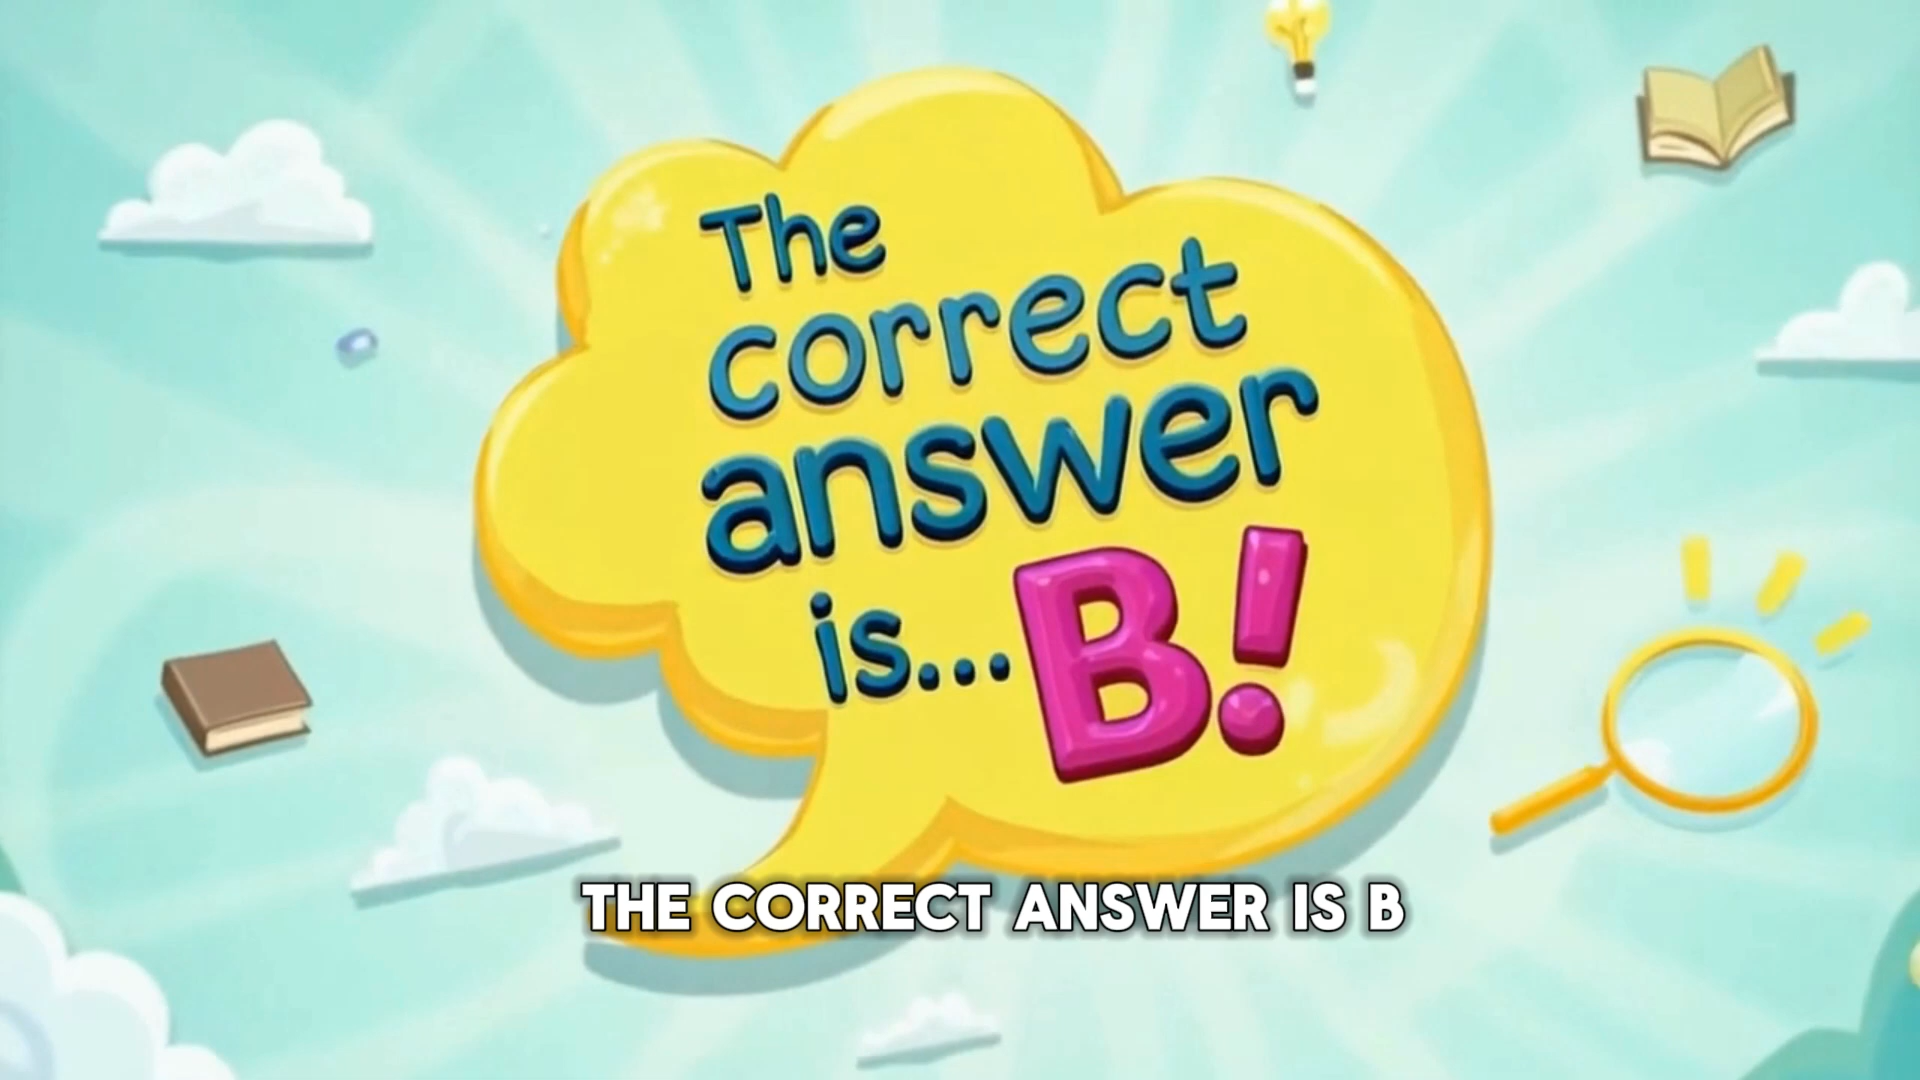 The
correct
answer
is... B!
THE CORRECT ANSWER IS B